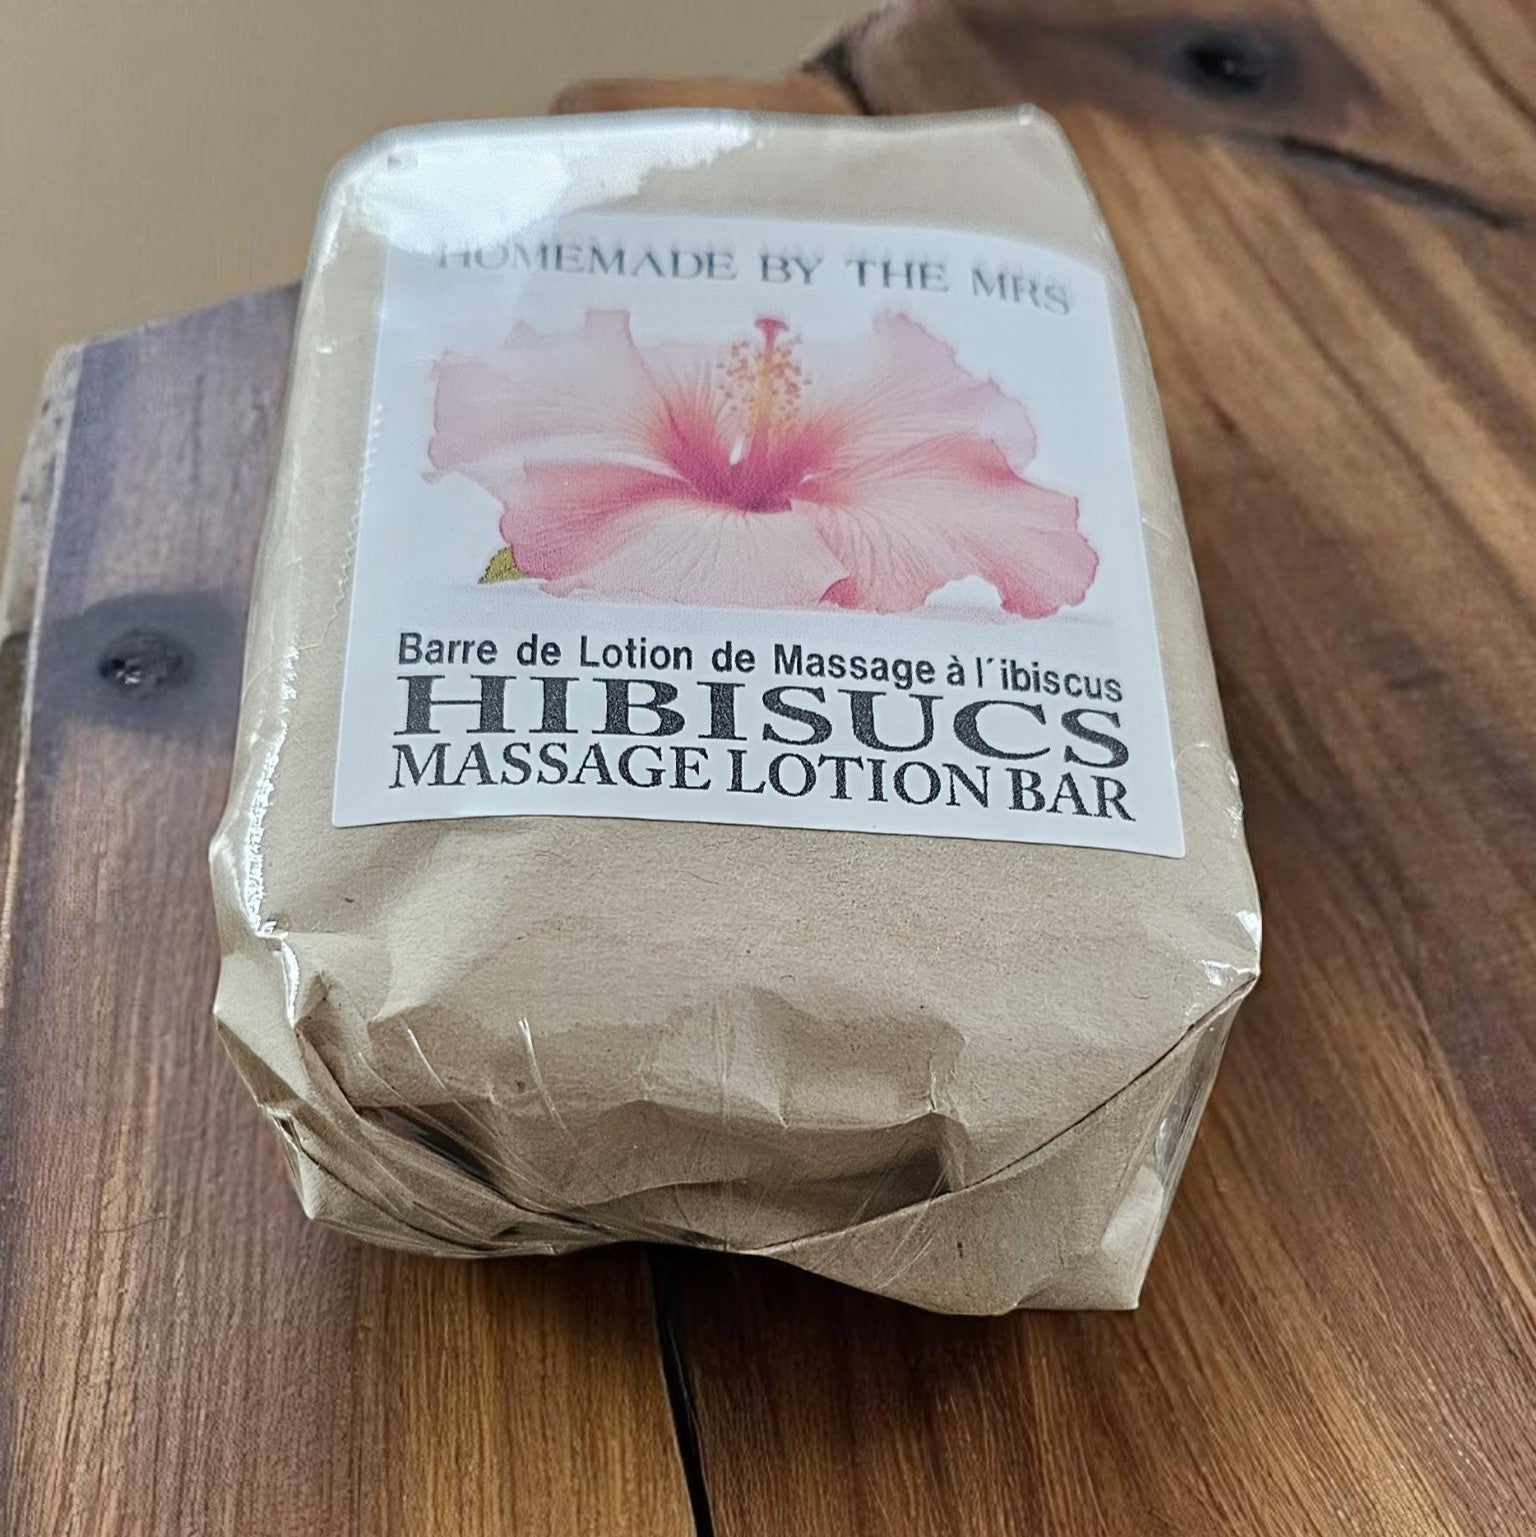 HOMEMADE BY THE MRS
Barre de Lotion de Massage à l´ibiscus
HIBISUCS
MASSAGE LOTION BAR